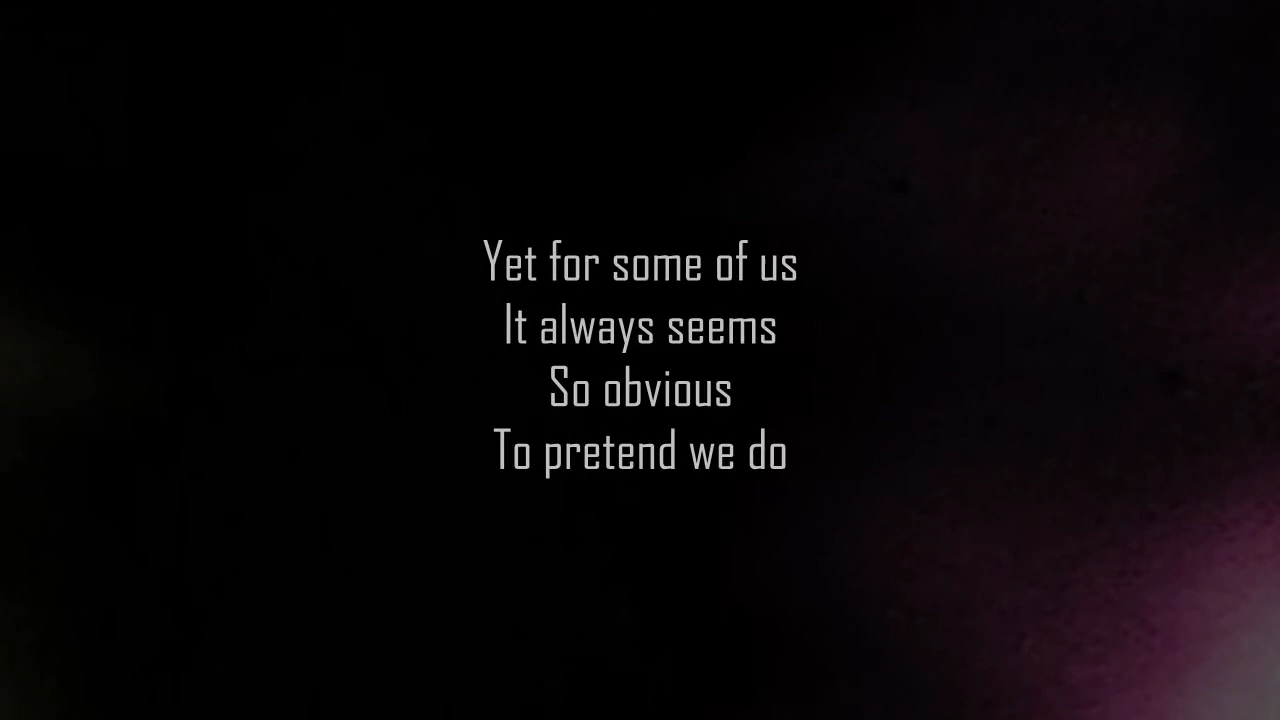 Yet for some of us
It always seems
So obvious
To pretend we do